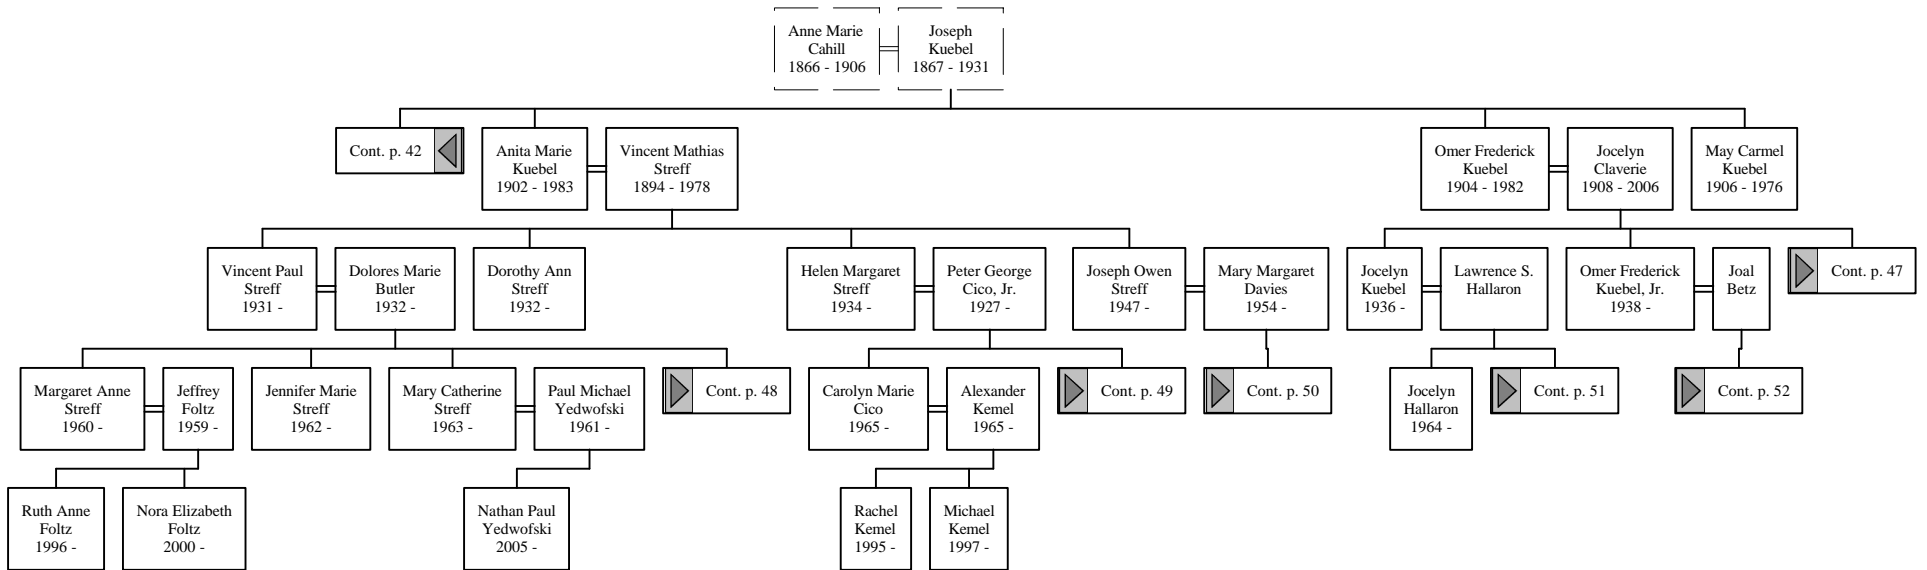 Anne Marie
Cahill
1866 - 1906
Joseph
Kuebel
1867 - 1931
Cont. p. 42
Anita Marie
Kuebel
1902 - 1983
Vincent Mathias
Streff
1894 - 1978
Omer Frederick
Kuebel
1904 - 1982
Jocelyn
Claverie
1908 - 2006
May Carmel
Kuebel
1906 - 1976
Vincent Paul
Streff
1931 -
Dolores Marie
Butler
1932 -
Dorothy Ann
Streff
1932 -
Helen Margaret
Streff
1934 -
Peter George
Cico, Jr.
1927 -
Joseph Owen
Streff
1947 -
Mary Margaret
Davies
1954 -
Jocelyn
Kuebel
1936 -
Lawrence S.
Hallaron
Omer Frederick
Kuebel, Jr.
1938 -
Joal
Betz
Cont. p. 47
Margaret Anne
Streff
1960 -
Jeffrey
Foltz
1959 -
Jennifer Marie
Streff
1962 -
Mary Catherine
Streff
1963 -
Paul Michael
Yedwofski
1961 -
Cont. p. 48
Carolyn Marie
Cico
1965 -
Alexander
Kemel
1965 -
Cont. p. 49
Cont. p. 50
Jocelyn
Hallaron
1964 -
Cont. p. 51
Cont. p. 52
Ruth Anne
Foltz
1996 -
Nora Elizabeth
Foltz
2000 -
Nathan Paul
Yedwofski
2005 -
Rachel
Kemel
1995 -
Michael
Kemel
1997 -